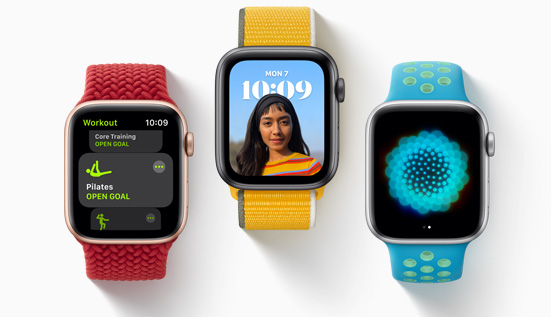 Workout 10:09
Core Training
OPEN GOAL
Pilates
OPEN GOAL
MON 7
10:09